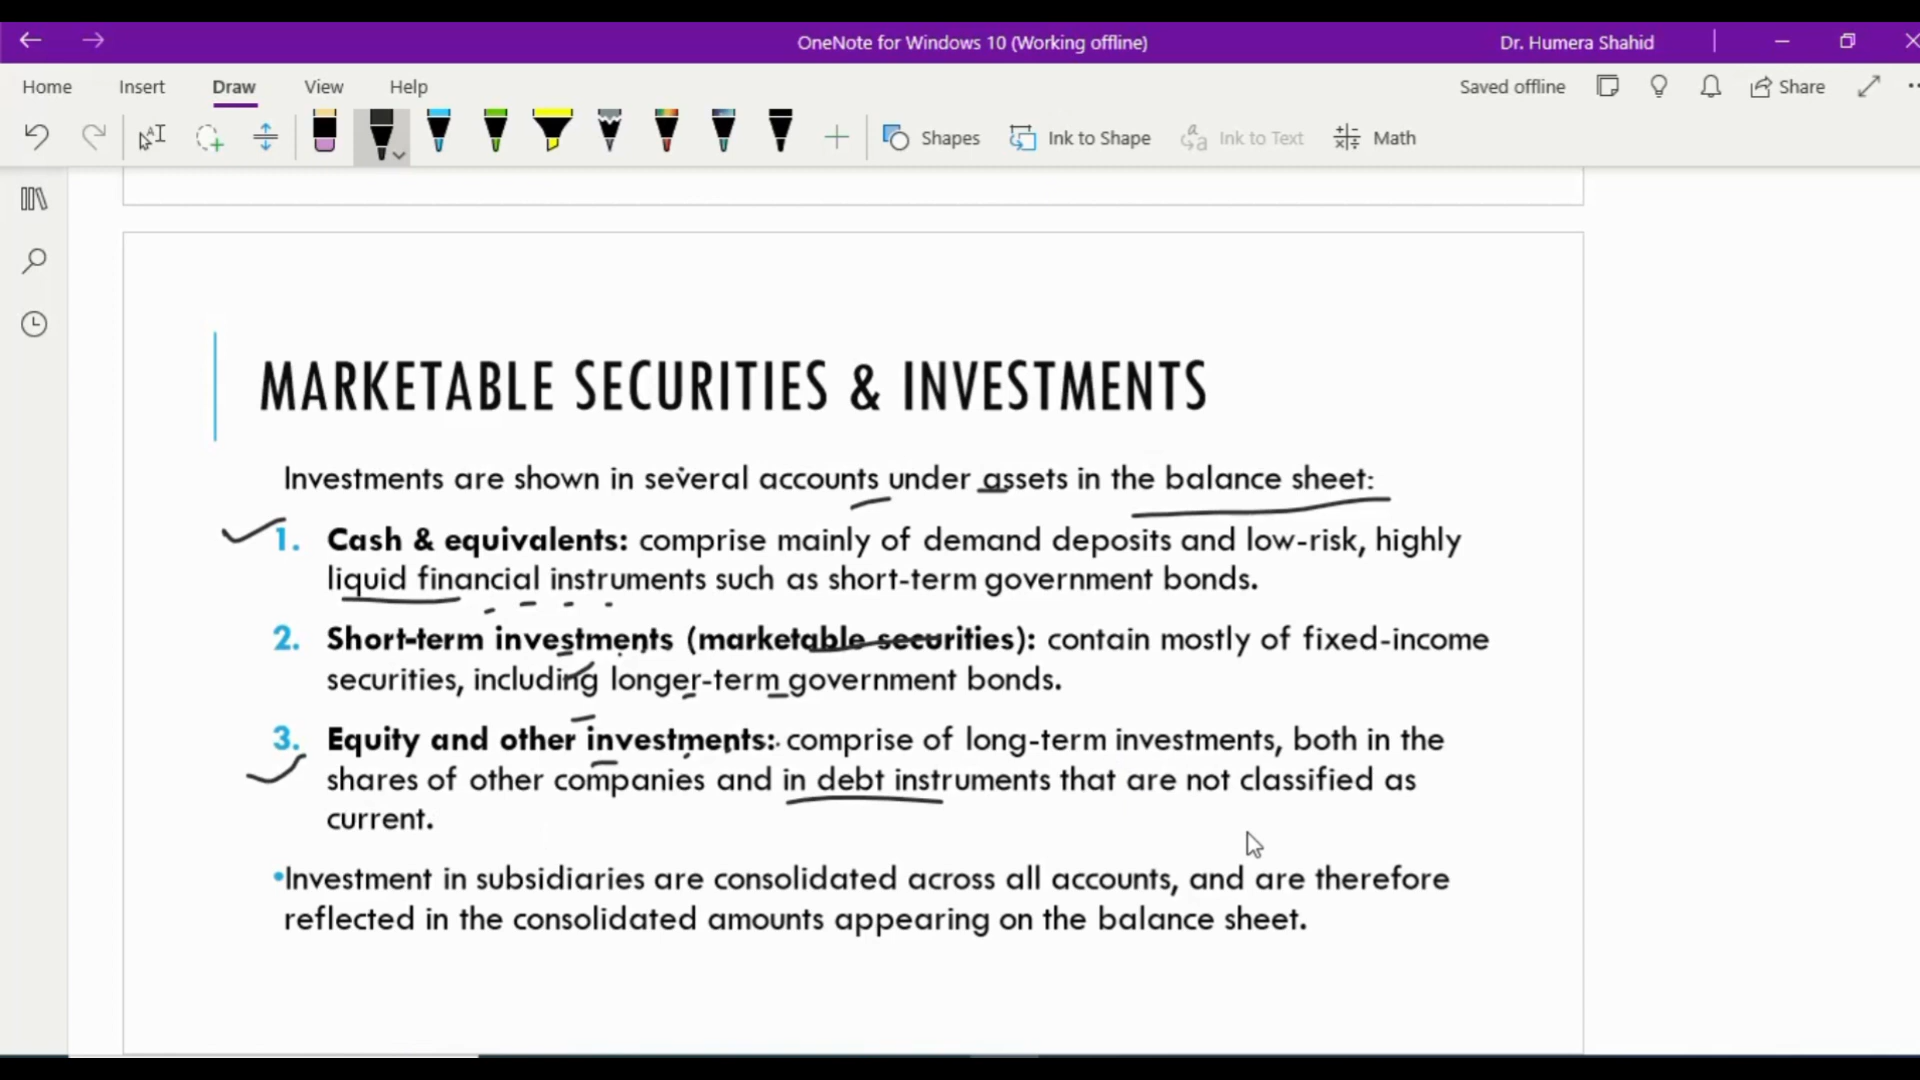 OneNote for Windows 10 (Working offline)
Dr. Humera Shahid
Home Insert Draw View Help
Saved offline
Share
Shapes
Ink to Shape
Ink to Text
Math
MARKETABLE SECURITIES & INVESTMENTS
Investments are shown in several accounts under assets in the balance sheet:
1. Cash & equivalents: comprise mainly of demand deposits and low-risk, highly
liquid financial instruments such as short-term government bonds.
2. Short-term investments (marketable securities): contain mostly of fixed-income
securities, including longer-term government bonds.
3. Equity and other investments: comprise of long-term investments, both in the
shares of other companies and in debt instruments that are not classified as
current.
•Investment in subsidiaries are consolidated across all accounts, and are therefore
reflected in the consolidated amounts appearing on the balance sheet.